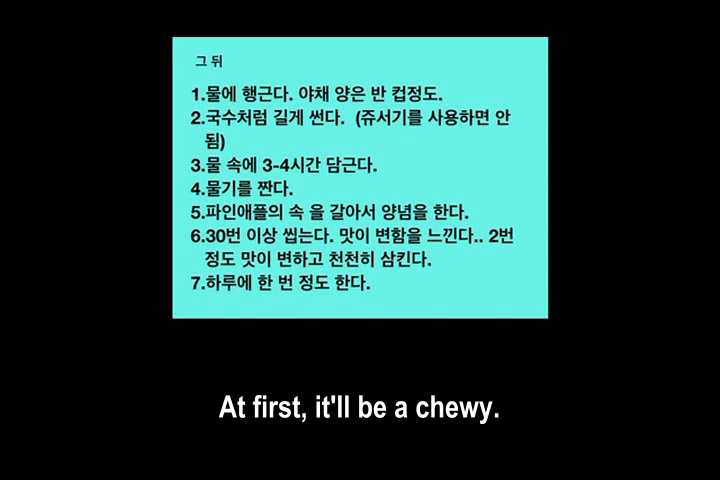 그 뒤
1.물에 행근다. 야채 양은 반 컵정도.
2.국수처럼 길게 썬다. (쥬서기를 사용하면 안
됨)
3.물 속에 3-4시간 담근다.
4.물기를 짠다.
5.파인애플의 속 을 갈아서 양념을 한다.
6.30번 이상 씹는다. 맛이 변함을 느낀다.. 2번
정도 맛이 변하고 천천히 삼킨다.
7.하루에 한 번 정도 한다.
At first, it'll be a chewy.